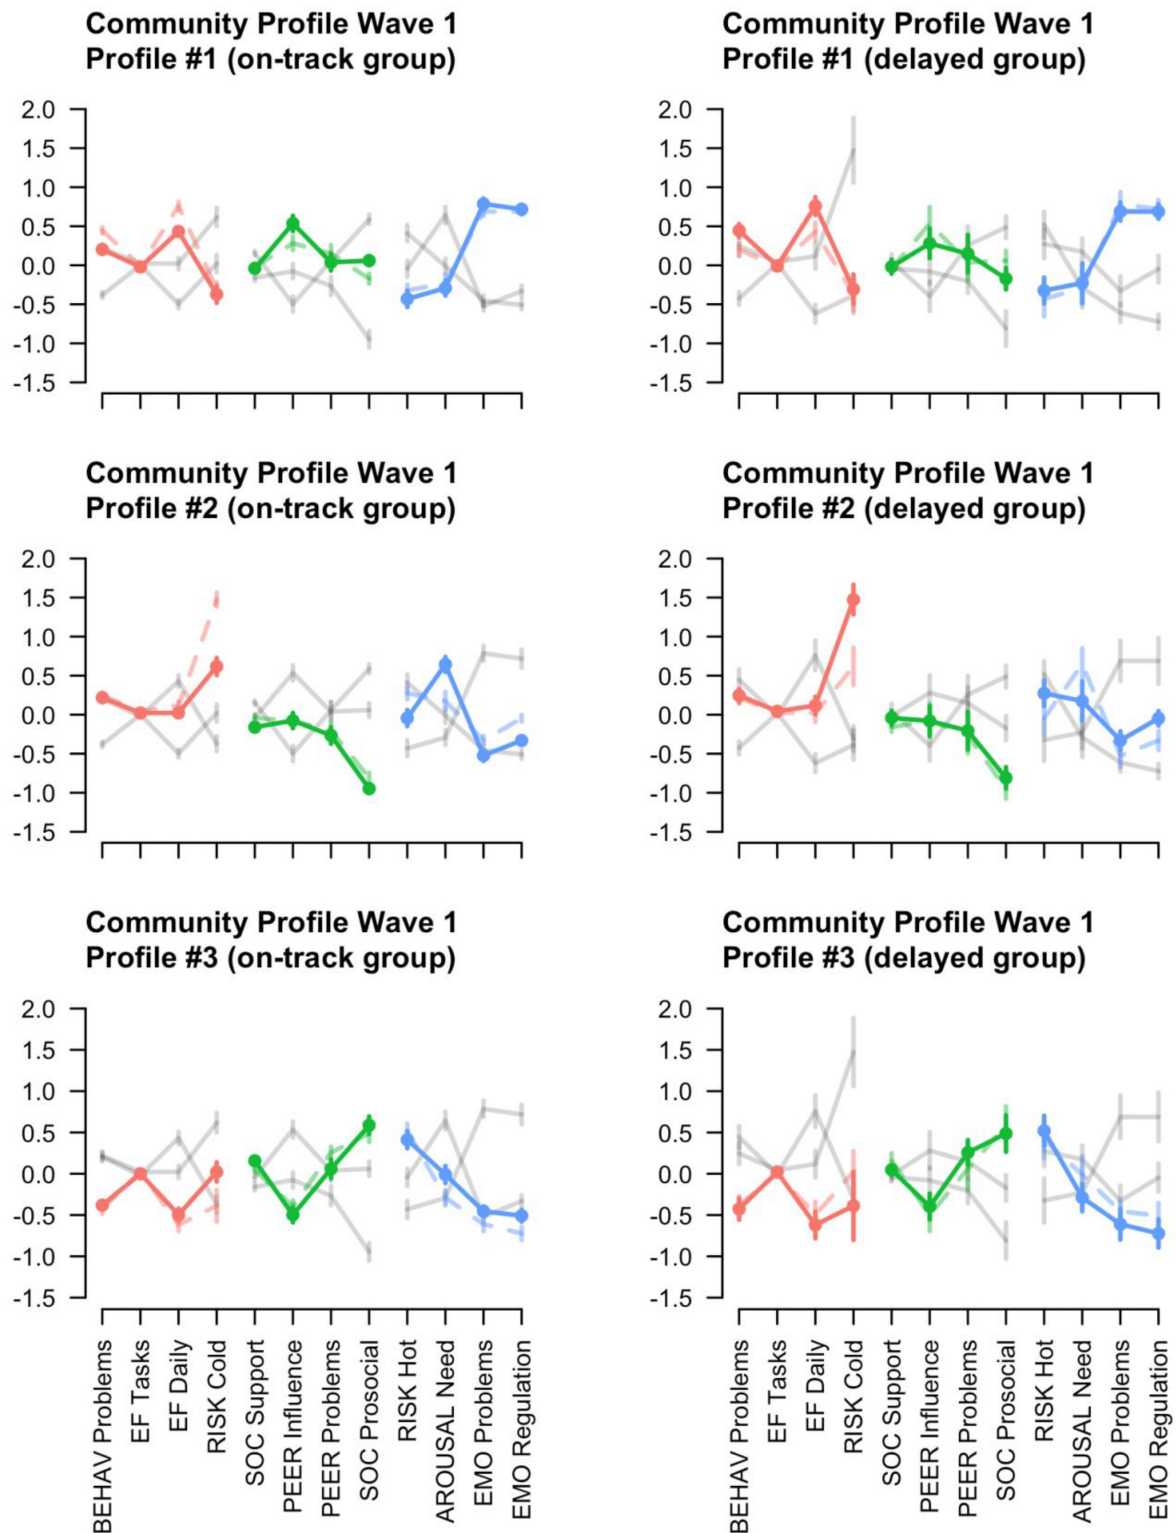 Community Profile Wave 1
Profile #1 (on-track group)
2.0
1.5
1.0
0.5
0.0
-0.5
-1.0
-1.5
Community Profile Wave 1
Profile #1 (delayed group)
2.0
1.5
1.0
0.5
0.0
-0.5
-1.0
-1.5
Community Profile Wave 1
Profile #2 (on-track group)
2.0
1.5
1.0
0.5
0.0
-0.5
-1.0
-1.5
Community Profile Wave 1
Profile #2 (delayed group)
2.0
1.5
1.0
0.5
0.0
-0.5
-1.0
-1.5
Community Profile Wave 1
Profile #3 (on-track group)
2.0
1.5
1.0
0.5
0.0
-0.5
-1.0
-1.5
BEHAV Problems
EF Tasks
EF Daily
RISK Cold
SOC Support
PEER Influence
PEER Problems
SOC Prosocial
RISK Hot
AROUSAL Need
EMO Problems
EMO Regulation
Community Profile Wave 1
Profile #3 (delayed group)
2.0
1.5
1.0
0.5
0.0
-0.5
-1.0
-1.5
BEHAV Problems
EF Tasks
EF Daily
RISK Cold
SOC Support
PEER Influence
PEER Problems
SOC Prosocial
RISK Hot
AROUSAL Need
EMO Problems
EMO Regulation